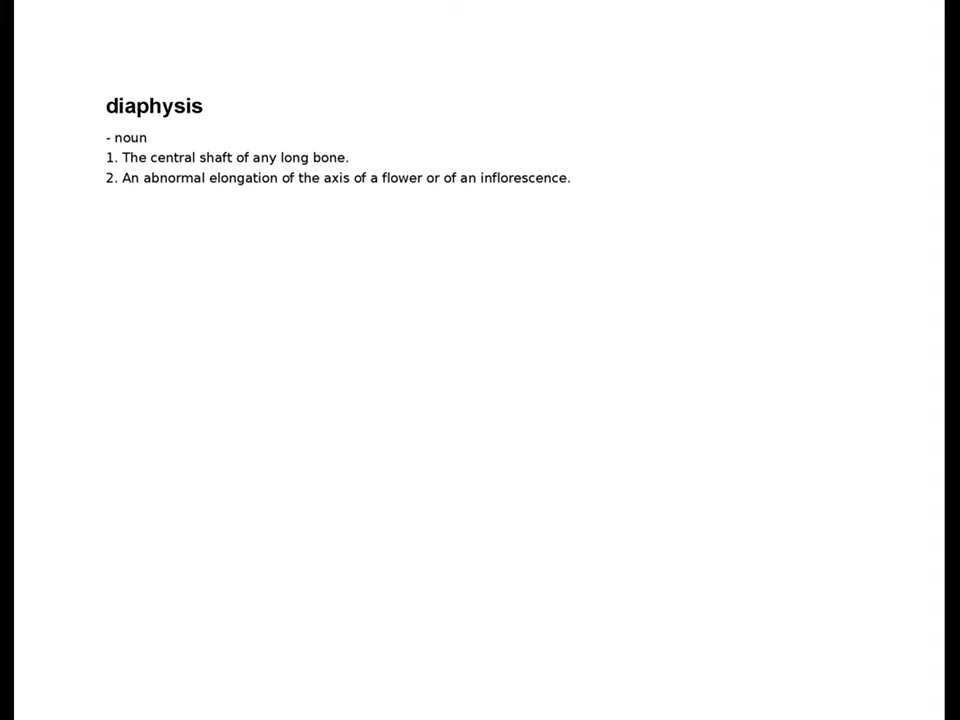 diaphysis
- noun
1. The central shaft of any long bone.
2. An abnormal elongation of the axis of a flower or of an inflorescence.